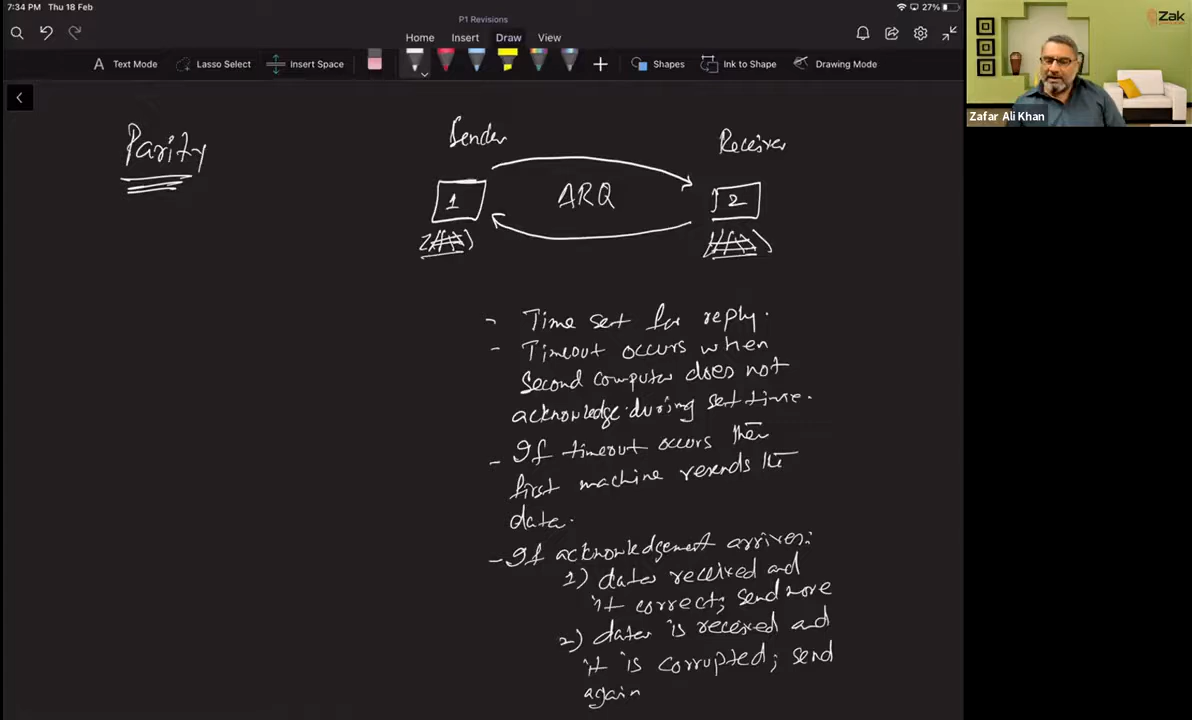 7:34 PM Thu 18 Feb
27%
P1 Revisions
Home Insert Draw View
Text Mode Lasso Select Insert Space Shapes Ink to Shape Drawing Mode
Zak
Zafar Ali Khan
Parity
Sender
Receiver
1
ARQ
2
- Time set for reply.
- Timeout occurs when
second computer does not
acknowledge during set time.
- If timeout occurs then
first machine resends the
data.
- If acknowledgement arrives:
1) data received and
it correct; send more
2) data is received and
it is corrupted; send
again